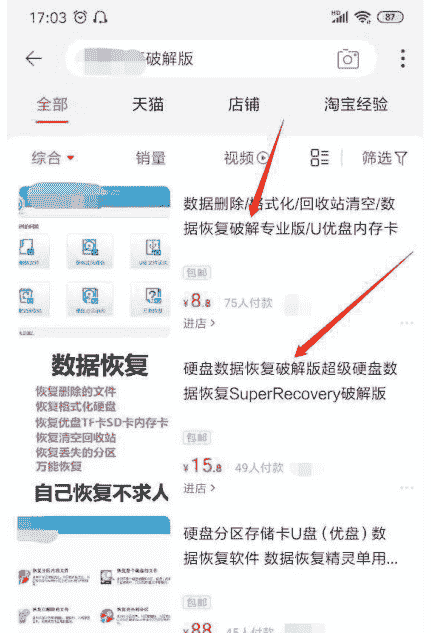 17:03
HD
87
破解版
全部 天猫 店铺 淘宝经验
综合 销量 视频 筛选
数据删除/格式化/回收站清空/数
据恢复破解专业版/U优盘内存卡
包邮
¥8.8 75人付款
进店 >
数据恢复
恢复删除的文件
恢复格式化硬盘
恢复优盘TF卡SD卡内存卡
恢复清空回收站
恢复丢失的分区
万能恢复
自己恢复不求人
硬盘数据恢复破解版超级硬盘数
据恢复SuperRecovery破解版
包邮
¥15.8 49人付款
进店 >
硬盘分区存储卡U盘（优盘）数
据恢复软件 数据恢复精灵单用...
包邮
¥88 45人付款